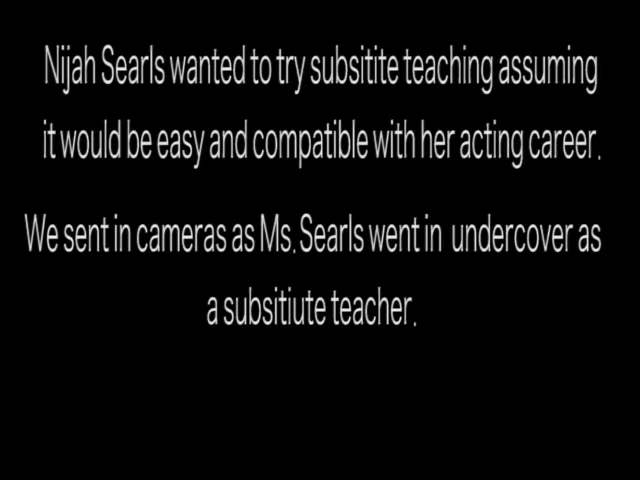 Nijah Searls wanted to try subsitite teaching assuming
it would be easy and compatible with her acting career.
We sent in cameras as Ms. Searls went in undercover as
a subsitiute teacher.